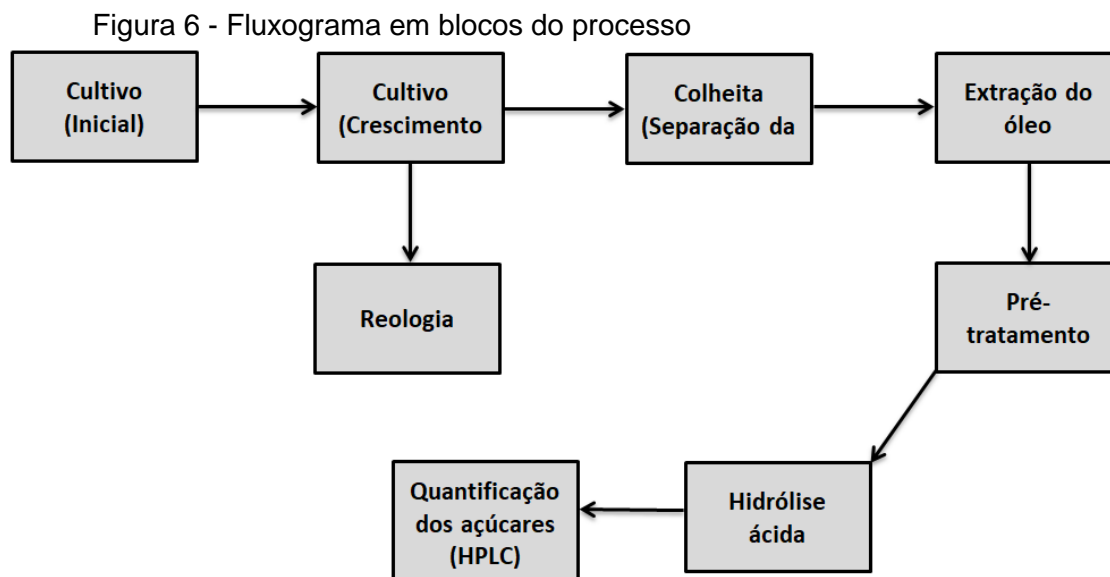 Figura 6 - Fluxograma em blocos do processo
Cultivo
(Inicial)
Cultivo
(Crescimento
Colheita
(Separação da
Extração do
óleo
Reologia
Pré-
tratamento
Hidrólise
ácida
Quantificação
dos açúcares
(HPLC)